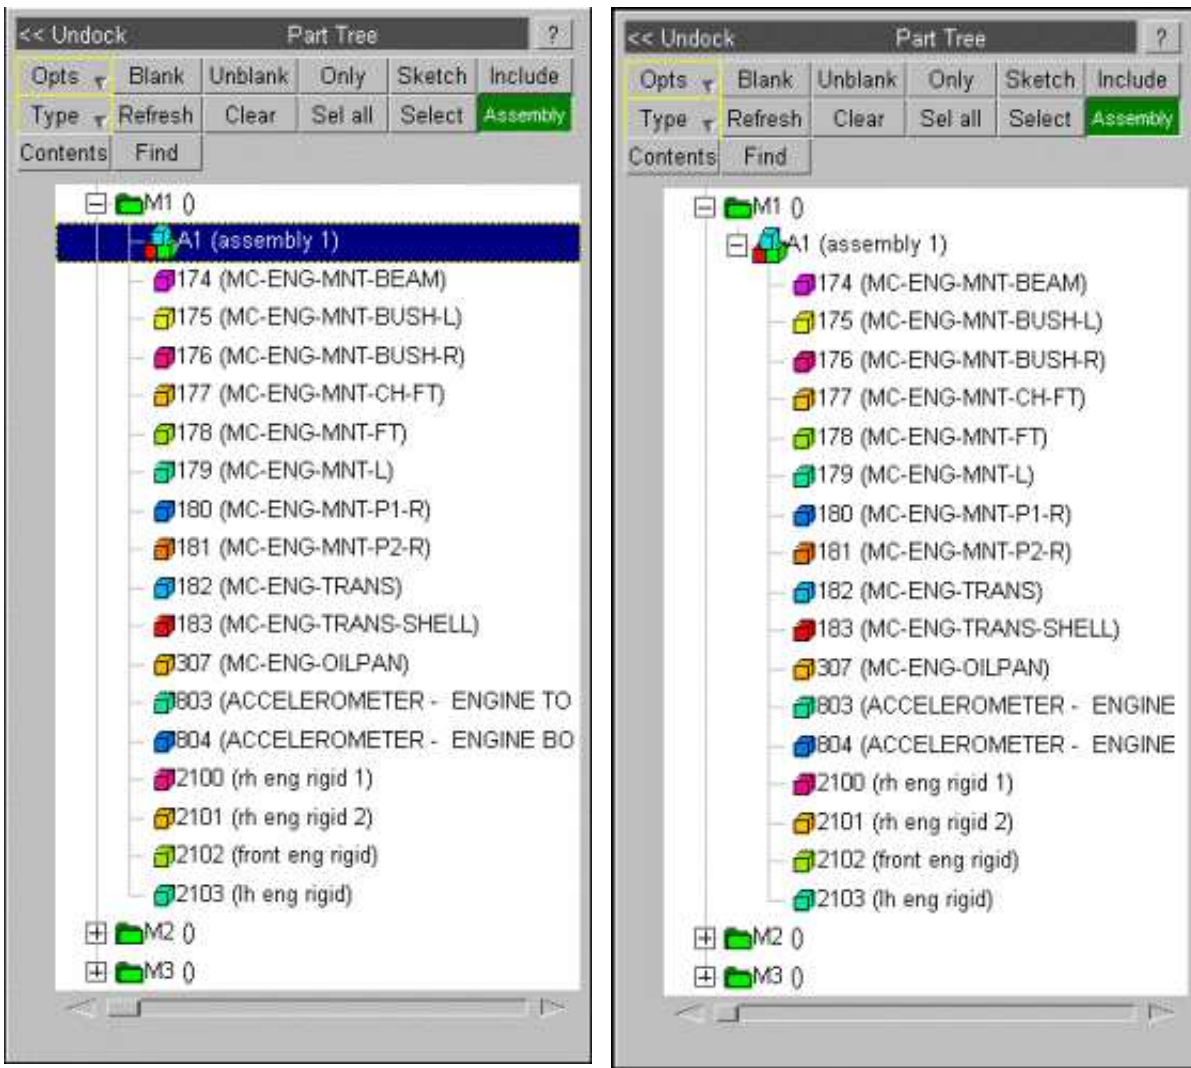 << Undock Part Tree ?
Opts Blank Unblank Only Sketch Include
Type Refresh Clear Sel all Select Assembly
Contents Find
M1 ()
A1 (assembly 1)
174 (MC-ENG-MNT-BEAM)
175 (MC-ENG-MNT-BUSH-L)
176 (MC-ENG-MNT-BUSH-R)
177 (MC-ENG-MNT-CH-FT)
178 (MC-ENG-MNT-FT)
179 (MC-ENG-MNT-L)
180 (MC-ENG-MNT-P1-R)
181 (MC-ENG-MNT-P2-R)
182 (MC-ENG-TRANS)
183 (MC-ENG-TRANS-SHELL)
307 (MC-ENG-OILPAN)
803 (ACCELEROMETER - ENGINE TO
804 (ACCELEROMETER - ENGINE BO
2100 (rh eng rigid 1)
2101 (rh eng rigid 2)
2102 (front eng rigid)
2103 (lh eng rigid)
M2 ()
M3 ()
<< Undock Part Tree ?
Opts Blank Unblank Only Sketch Include
Type Refresh Clear Sel all Select Assembly
Contents Find
M1 ()
A1 (assembly 1)
174 (MC-ENG-MNT-BEAM)
175 (MC-ENG-MNT-BUSH-L)
176 (MC-ENG-MNT-BUSH-R)
177 (MC-ENG-MNT-CH-FT)
178 (MC-ENG-MNT-FT)
179 (MC-ENG-MNT-L)
180 (MC-ENG-MNT-P1-R)
181 (MC-ENG-MNT-P2-R)
182 (MC-ENG-TRANS)
183 (MC-ENG-TRANS-SHELL)
307 (MC-ENG-OILPAN)
803 (ACCELEROMETER - ENGINE
804 (ACCELEROMETER - ENGINE
2100 (rh eng rigid 1)
2101 (rh eng rigid 2)
2102 (front eng rigid)
2103 (lh eng rigid)
M2 ()
M3 ()